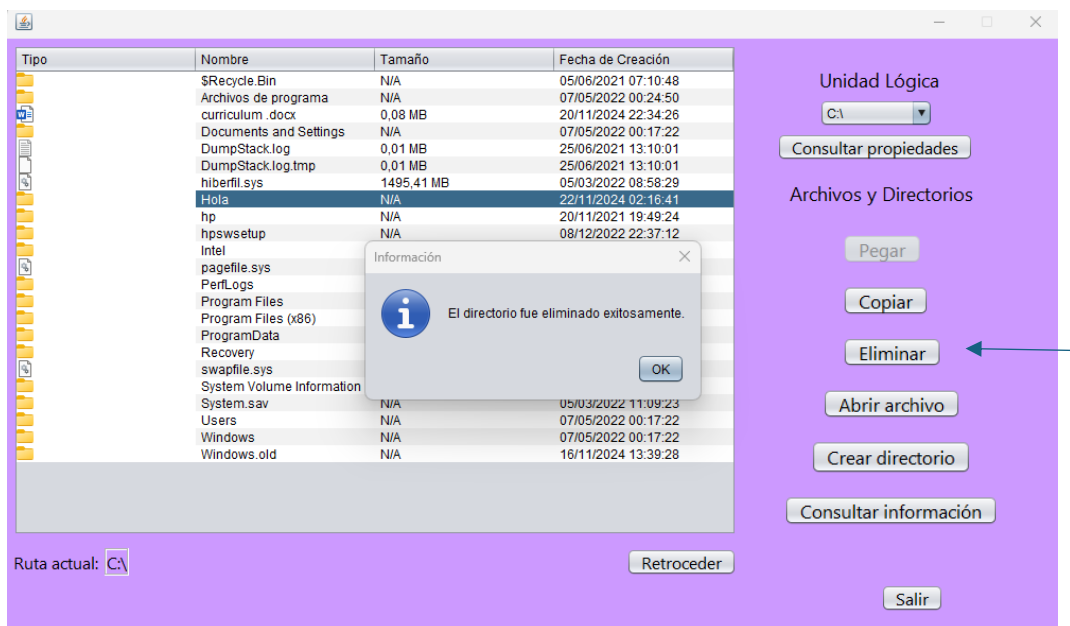 Tipo Nombre Tamaño Fecha de Creación
$Recycle.Bin N/A 05/06/2021 07:10:48
Archivos de programa N/A 07/05/2022 00:24:50
curriculum .docx 0,08 MB 20/11/2024 22:34:26
Documents and Settings N/A 07/05/2022 00:17:22
DumpStack.log 0,01 MB 25/06/2021 13:10:01
DumpStack.log.tmp 0,01 MB 25/06/2021 13:10:01
hiberfil.sys 1495,41 MB 05/03/2022 08:58:29
Hola N/A 22/11/2024 02:16:41
hp N/A 20/11/2021 19:49:24
hpswsetup N/A 08/12/2022 22:37:12
Intel
pagefile.sys
PerfLogs
Program Files
Program Files (x86)
ProgramData
Recovery
swapfile.sys
System Volume Information
System.sav N/A 05/03/2022 11:09:23
Users N/A 07/05/2022 00:17:22
Windows N/A 07/05/2022 00:17:22
Windows.old N/A 16/11/2024 13:39:28
Información
El directorio fue eliminado exitosamente.
OK
Unidad Lógica
C:\
Consultar propiedades
Archivos y Directorios
Pegar
Copiar
Eliminar
Abrir archivo
Crear directorio
Consultar información
Ruta actual: C:\
Retroceder
Salir